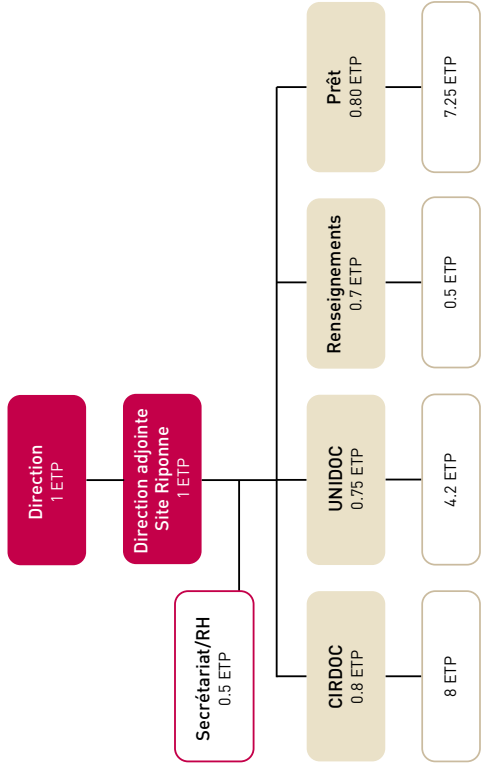 Direction
1 ETP
Direction adjointe
Site Riponne
1 ETP
Secrétariat/RH
0.5 ETP
CIRDOC
0.8 ETP
UNIDOC
0.75 ETP
Renseignements
0.7 ETP
Prêt
0.80 ETP
8 ETP
4.2 ETP
0.5 ETP
7.25 ETP